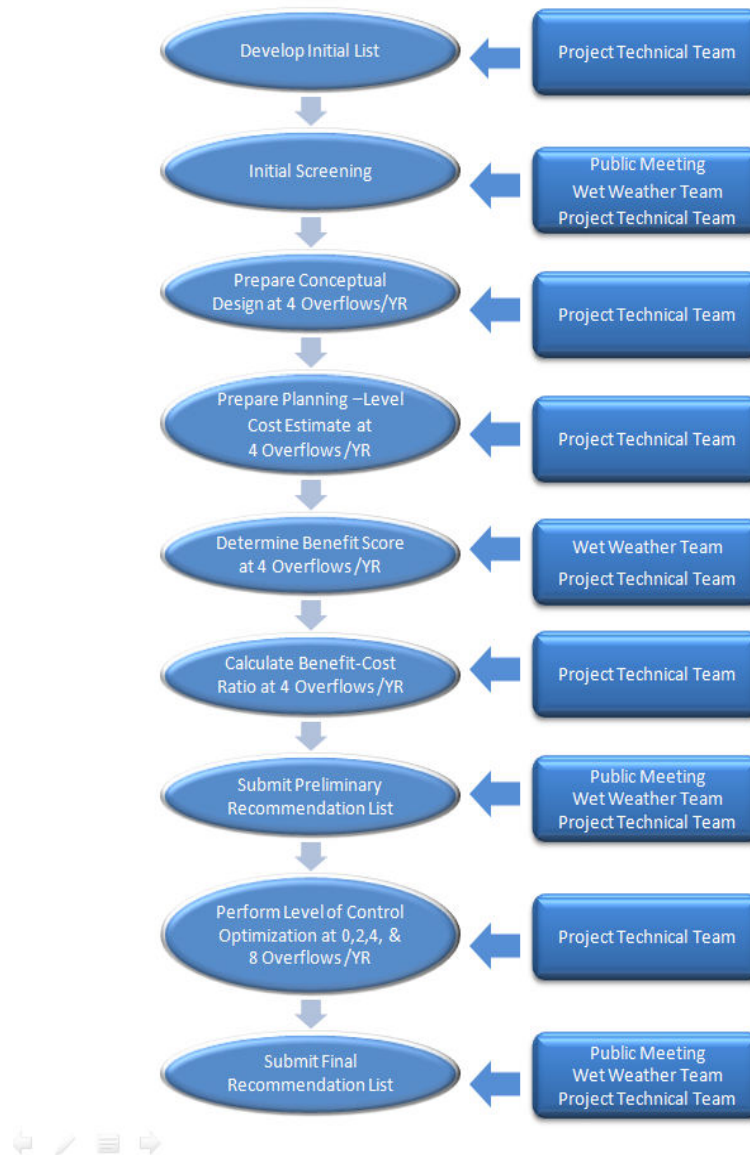 Develop Initial List
Project Technical Team
Initial Screening
Public Meeting
Wet Weather Team
Project Technical Team
Prepare Conceptual
Design at 4 Overflows/YR
Project Technical Team
Prepare Planning –Level
Cost Estimate at
4 Overflows /YR
Project Technical Team
Determine Benefit Score
at 4 Overflows /YR
Wet Weather Team
Project Technical Team
Calculate Benefit-Cost
Ratio at 4 Overflows /YR
Project Technical Team
Submit Preliminary
Recommendation List
Public Meeting
Wet Weather Team
Project Technical Team
Perform Level of Control
Optimization at 0,2,4, &
8 Overflows /YR
Project Technical Team
Submit Final
Recommendation List
Public Meeting
Wet Weather Team
Project Technical Team